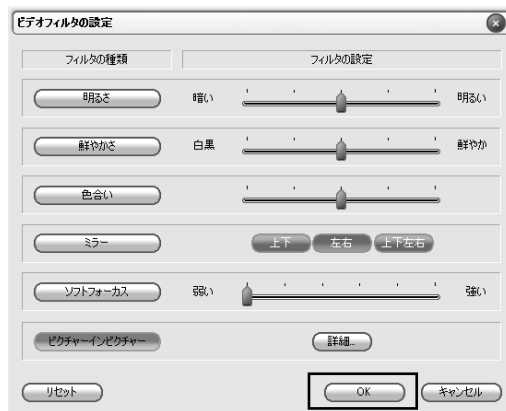 ビデオフィルタの設定
フィルタの種類 フィルタの設定
明るさ 暗い 明るい
鮮やかさ 白黒 鮮やか
色合い
ミラー 上下 左右 上下左右
ソフトフォーカス 弱い 強い
ピクチャーインピクチャー 詳細...
リセット OK キャンセル